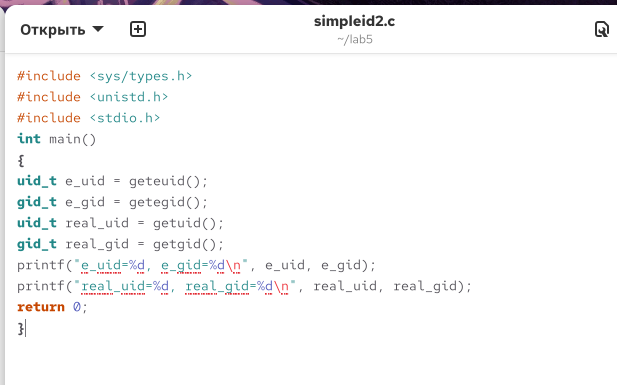 Открыть
simpleid2.c
~/lab5
#include <sys/types.h>
#include <unistd.h>
#include <stdio.h>
int main()
{
uid_t e_uid = geteuid();
gid_t e_gid = getegid();
uid_t real_uid = getuid();
gid_t real_gid = getgid();
printf("e_uid=%d, e_gid=%d\n", e_uid, e_gid);
printf("real_uid=%d, real_gid=%d\n", real_uid, real_gid);
return 0;
}